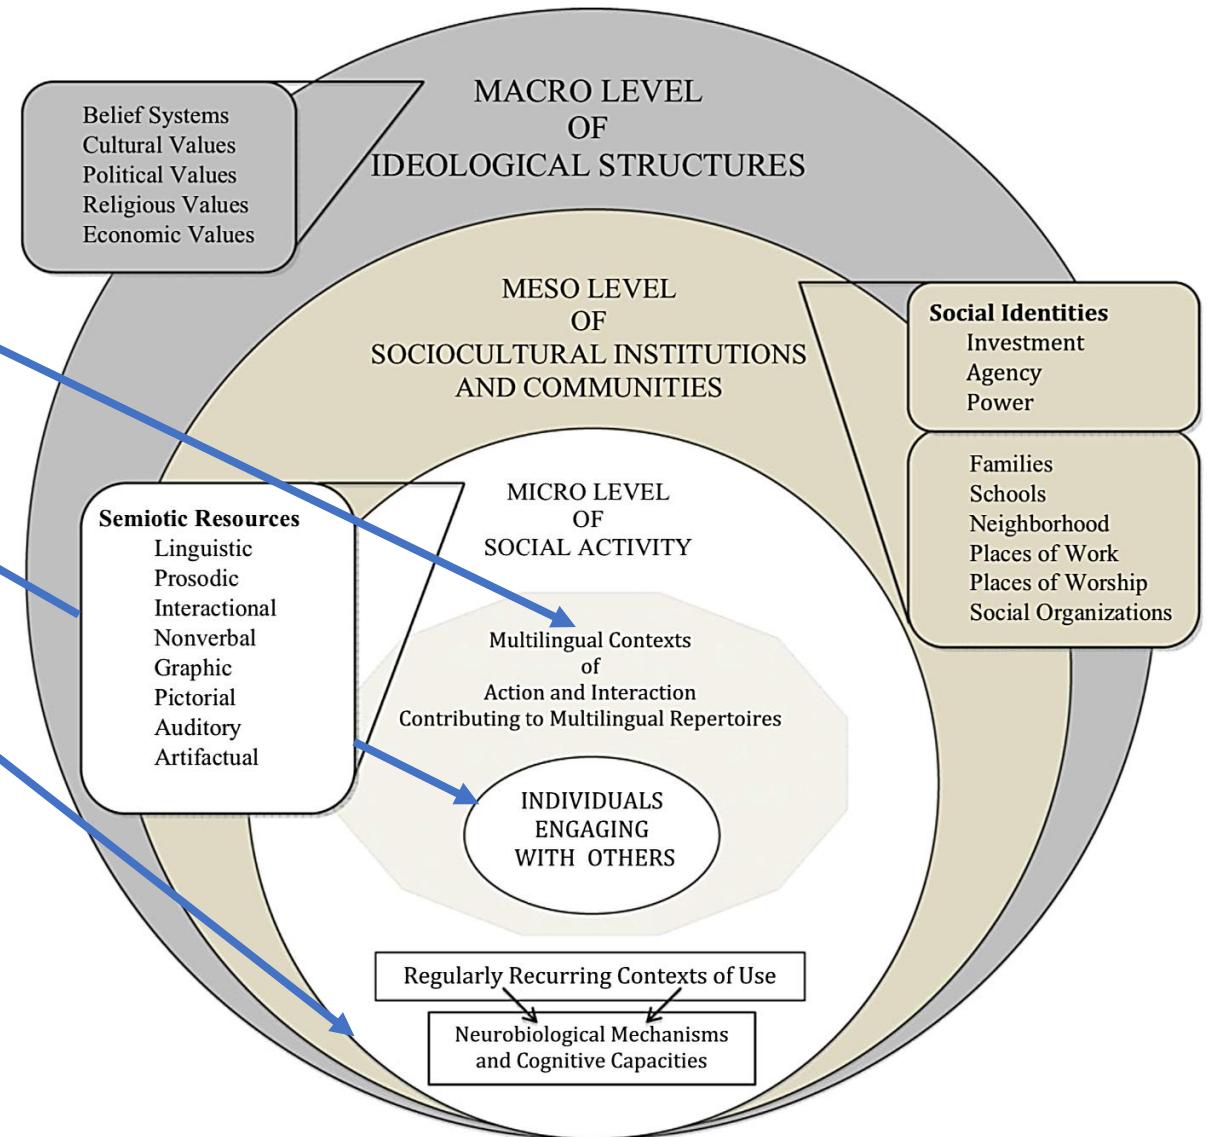 MACRO LEVEL
OF
IDEOLOGICAL STRUCTURES
Belief Systems
Cultural Values
Political Values
Religious Values
Economic Values
MESO LEVEL
OF
SOCIOCULTURAL INSTITUTIONS
AND COMMUNITIES
Social Identities
Investment
Agency
Power
Families
Schools
Neighborhood
Places of Work
Places of Worship
Social Organizations
MICRO LEVEL
OF
SOCIAL ACTIVITY
Semiotic Resources
Linguistic
Prosodic
Interactional
Nonverbal
Graphic
Pictorial
Auditory
Artifactual
Multilingual Contexts
of
Action and Interaction
Contributing to Multilingual Repertoires
INDIVIDUALS
ENGAGING
WITH OTHERS
Regularly Recurring Contexts of Use
Neurobiological Mechanisms
and Cognitive Capacities